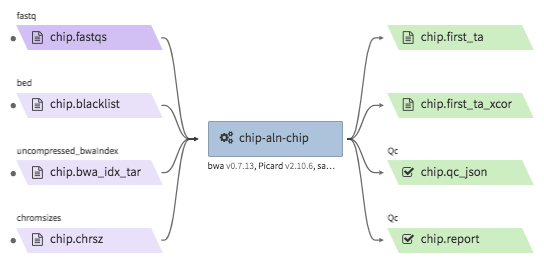 fastq
chip.fastqs
bed
chip.blacklist
uncompressed_bwaIndex
chip.bwa_idx_tar
chromsizes
chip.chrsz
chip-aln-chip
bwa v0.7.13, Picard v2.10.6, sa...
chip.first_ta
chip.first_ta_xcor
Qc
chip.qc_json
Qc
chip.report